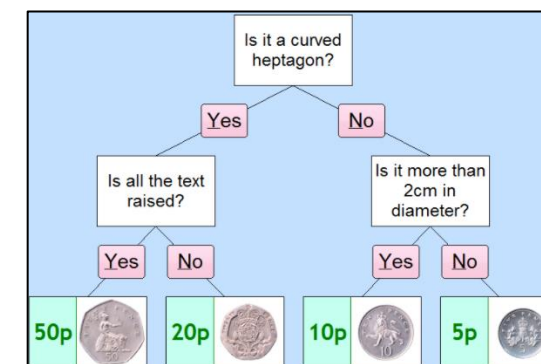 Is it a curved
heptagon?
Yes
No
Is all the text
raised?
Is it more than
2cm in
diameter?
Yes
No
Yes
No
50p
20p
10p
5p